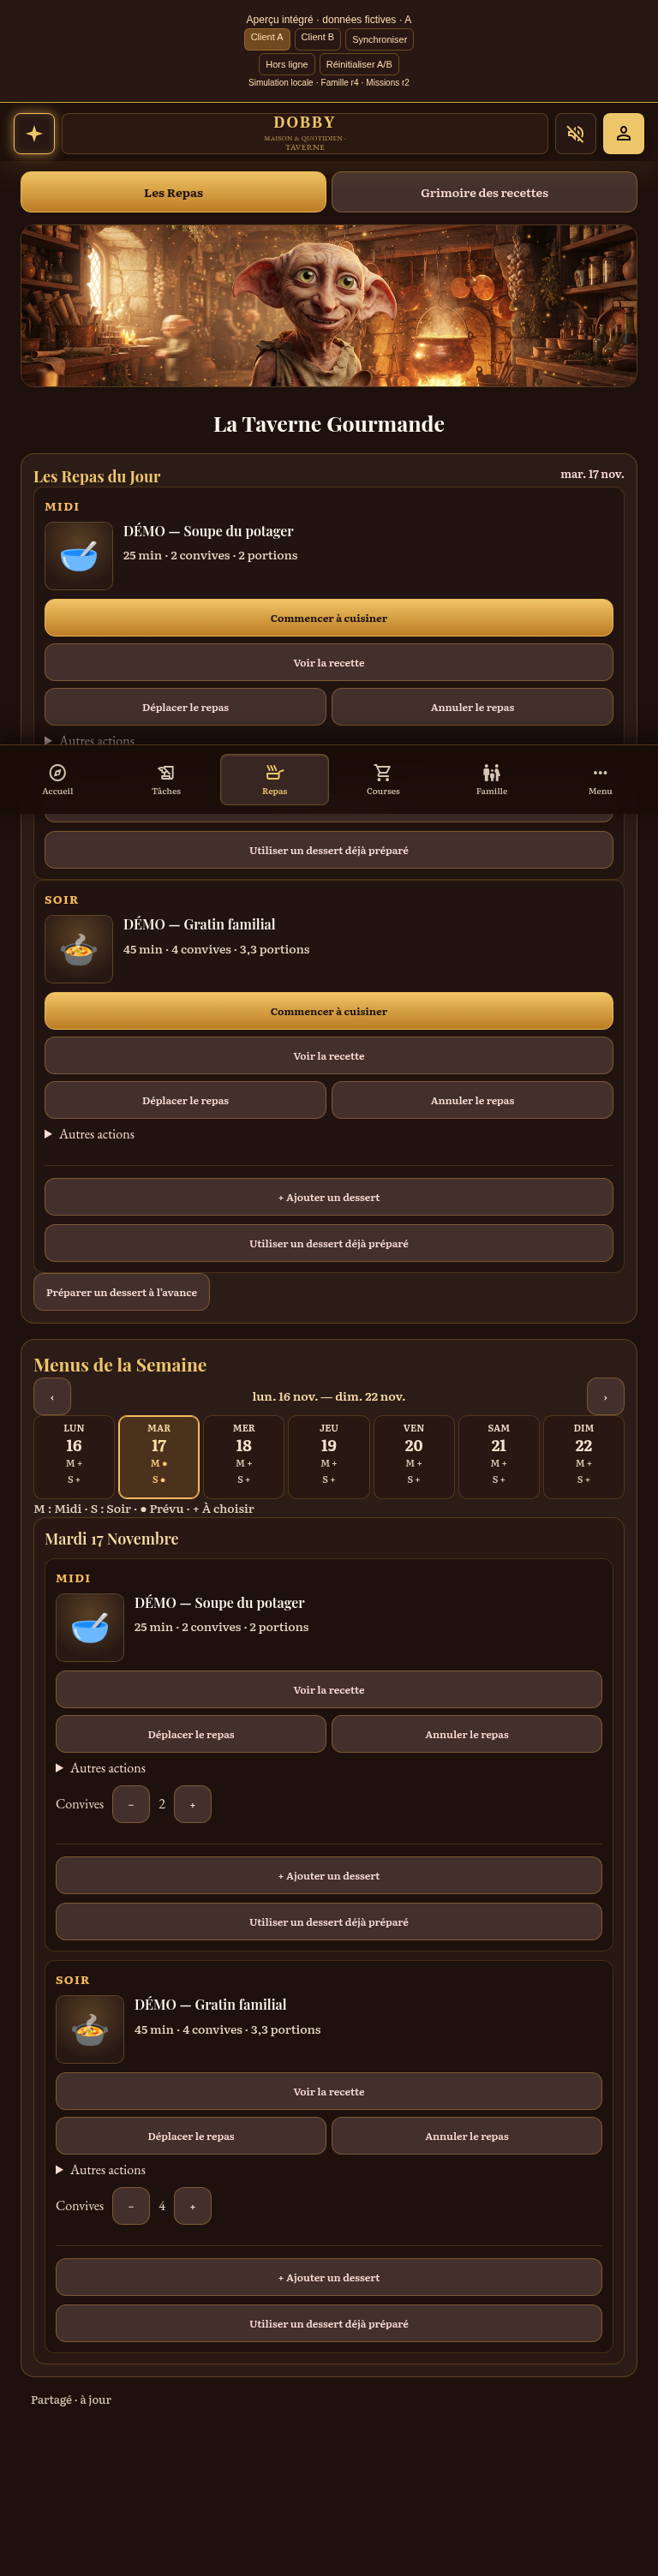 Aperçu intégré · données fictives · A
Client A
Client B
Synchroniser
Hors ligne
Réinitialiser A/B
Simulation locale · Famille r4 · Missions r2
DOBBY
MAISON & QUOTIDIEN ·
TAVERNE
Les Repas
Grimoire des recettes
La Taverne Gourmande
Les Repas du Jour
mar. 17 nov.
MIDI
DÉMO — Soupe du potager
25 min · 2 convives · 2 portions
Commencer à cuisiner
Voir la recette
Déplacer le repas
Annuler le repas
Autres actions
Accueil
Tâches
Repas
Courses
Famille
Menu
Utiliser un dessert déjà préparé
SOIR
DÉMO — Gratin familial
45 min · 4 convives · 3,3 portions
Commencer à cuisiner
Voir la recette
Déplacer le repas
Annuler le repas
Autres actions
+ Ajouter un dessert
Utiliser un dessert déjà préparé
Préparer un dessert à l'avance
Menus de la Semaine
‹
lun. 16 nov. — dim. 22 nov.
›
LUN MAR MER JEU VEN SAM DIM
16 17 18 19 20 21 22
M + M ● M + M + M + M + M +
S + S ● S + S + S + S + S +
M : Midi · S : Soir · ● Prévu · + À choisir
Mardi 17 Novembre
MIDI
DÉMO — Soupe du potager
25 min · 2 convives · 2 portions
Voir la recette
Déplacer le repas
Annuler le repas
Autres actions
Convives − 2 +
+ Ajouter un dessert
Utiliser un dessert déjà préparé
SOIR
DÉMO — Gratin familial
45 min · 4 convives · 3,3 portions
Voir la recette
Déplacer le repas
Annuler le repas
Autres actions
Convives − 4 +
+ Ajouter un dessert
Utiliser un dessert déjà préparé
Partagé · à jour